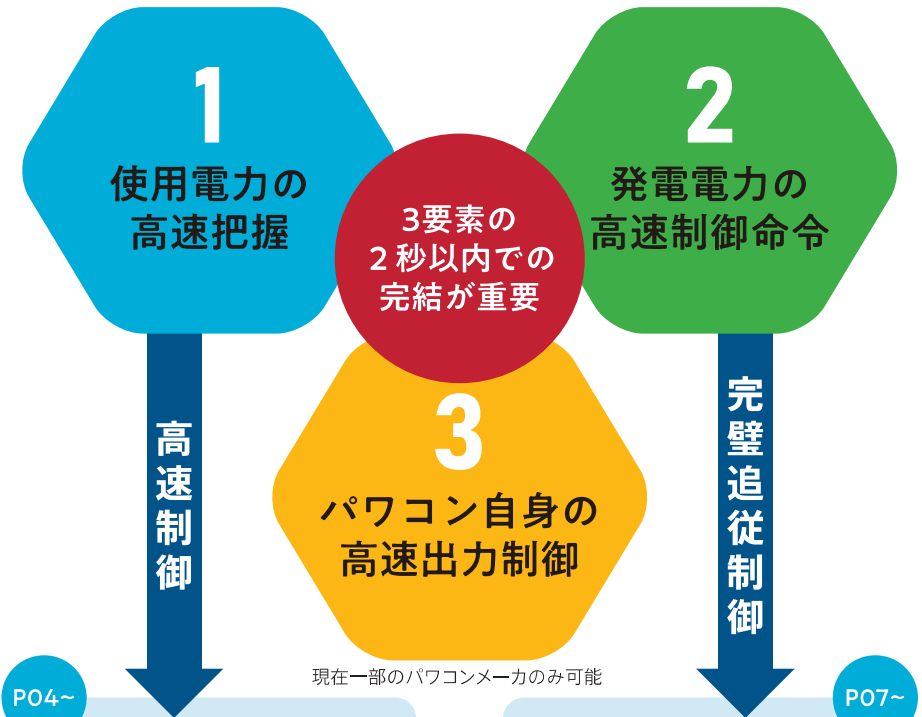 1
使用電力の
高速把握
2
発電電力の
高速制御命令
3要素の
2秒以内での
完結が重要
3
パワコン自身の
高速出力制御
高速制御
完璧追従制御
現在一部のパワコンメーカのみ可能
P04~
P07~